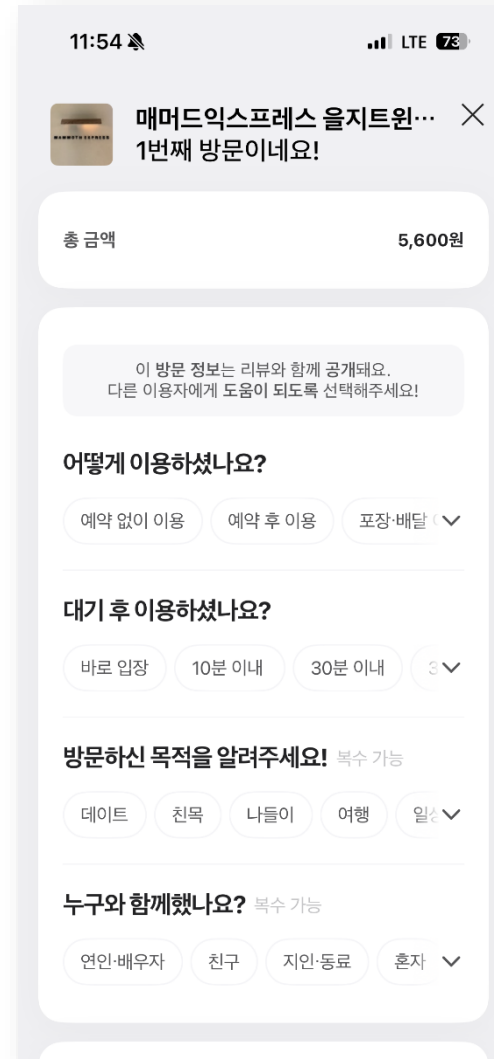 11:54
LTE 73
매머드익스프레스 을지트윈…
1번째 방문이네요!
MAMMOTH EXPRESS
총 금액 5,600원
이 방문 정보는 리뷰와 함께 공개돼요.
다른 이용자에게 도움이 되도록 선택해주세요!
어떻게 이용하셨나요?
예약 없이 이용 예약 후 이용 포장·배달
대기 후 이용하셨나요?
바로 입장 10분 이내 30분 이내 3
방문하신 목적을 알려주세요! 복수 가능
데이트 친목 나들이 여행
누구와 함께했나요? 복수 가능
연인·배우자 친구 지인·동료 혼자